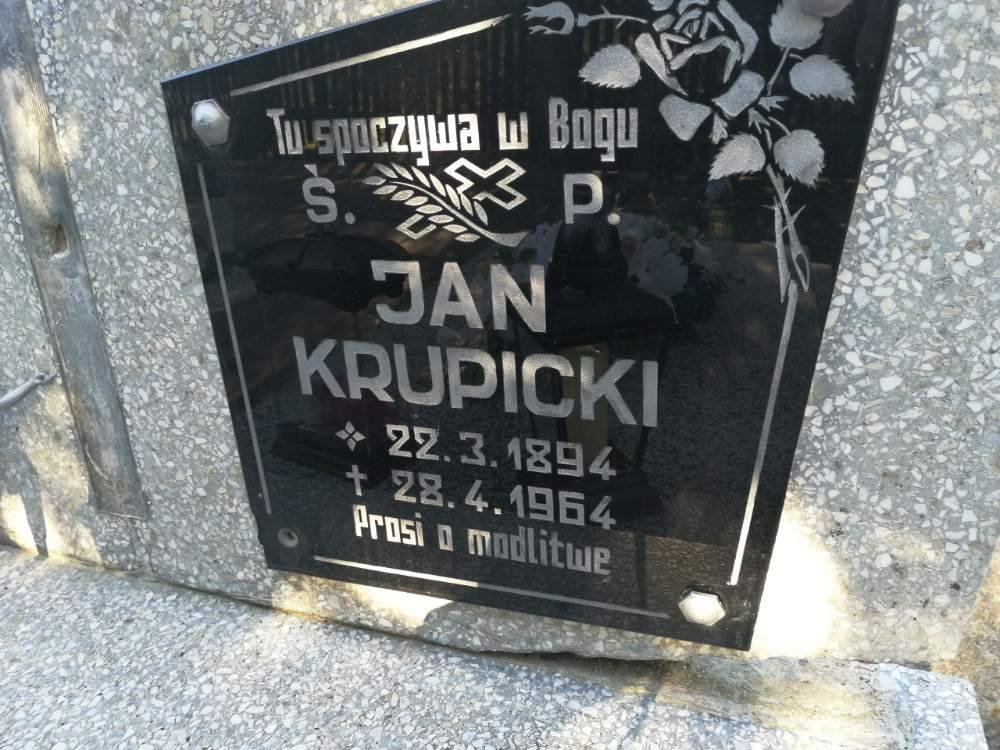 Tu spoczywa w Bogu
Ś. P.
JAN
KRUPICKI
22.3.1894
† 28.4.1964
Prosi o modlitwe